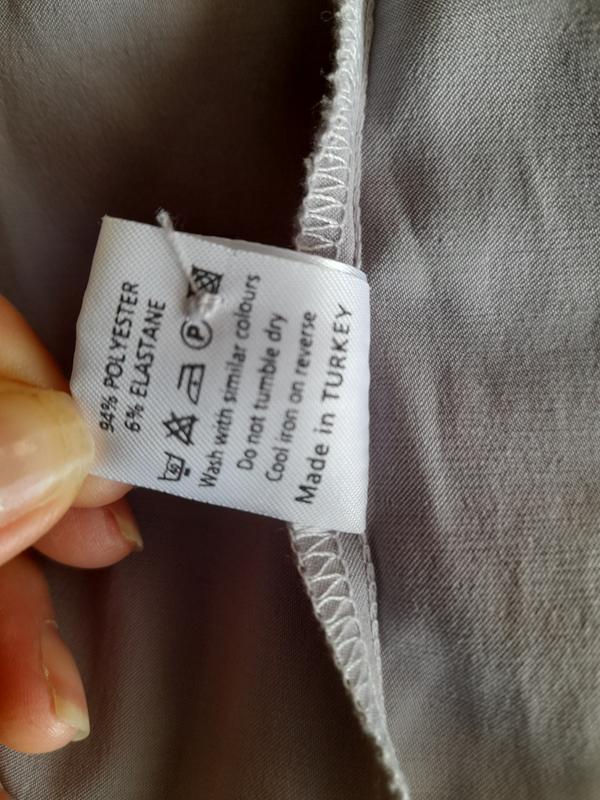 94% POLYESTER
6% ELASTANE
P
Wash with similar colours
Do not tumble dry
Cool iron on reverse
Made in TURKEY